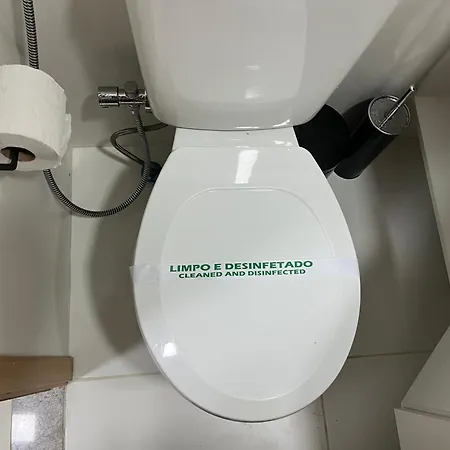 LIMPO E DESINFETADO
CLEANED AND DISINFECTED